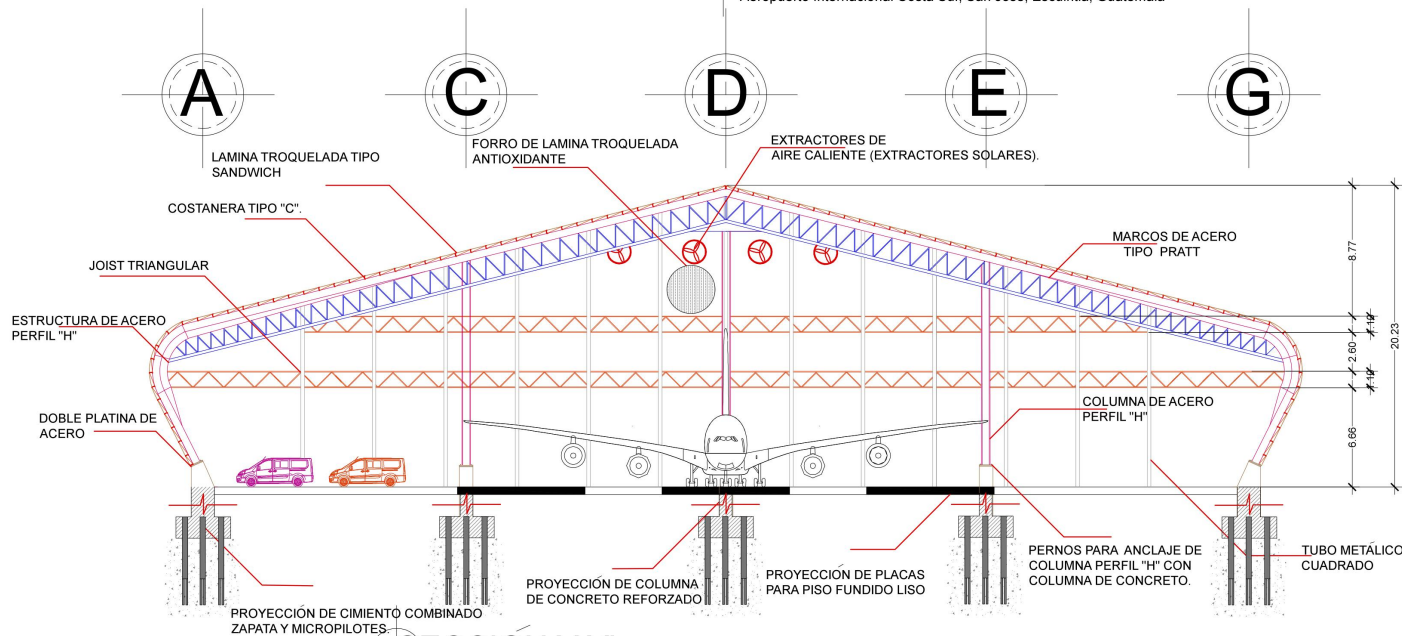 A C D E G
LAMINA TROQUELADA TIPO
SANDWICH
FORRO DE LAMINA TROQUELADA
ANTIOXIDANTE
EXTRACTORES DE
AIRE CALIENTE (EXTRACTORES SOLARES).
COSTANERA TIPO "C".
MARCOS DE ACERO
TIPO PRATT
JOIST TRIANGULAR
ESTRUCTURA DE ACERO
PERFIL "H"
8.77
2.60
20.23
6.66
DOBLE PLATINA DE
ACERO
COLUMNA DE ACERO
PERFIL "H"
PROYECCIÓN DE CIMIENTO COMBINADO
ZAPATA Y MICROPILOTES.
PROYECCIÓN DE COLUMNA
DE CONCRETO REFORZADO
PROYECCIÓN DE PLACAS
PARA PISO FUNDIDO LISO
PERNOS PARA ANCLAJE DE
COLUMNA PERFIL "H" CON
COLUMNA DE CONCRETO.
TUBO METÁLICO
CUADRADO